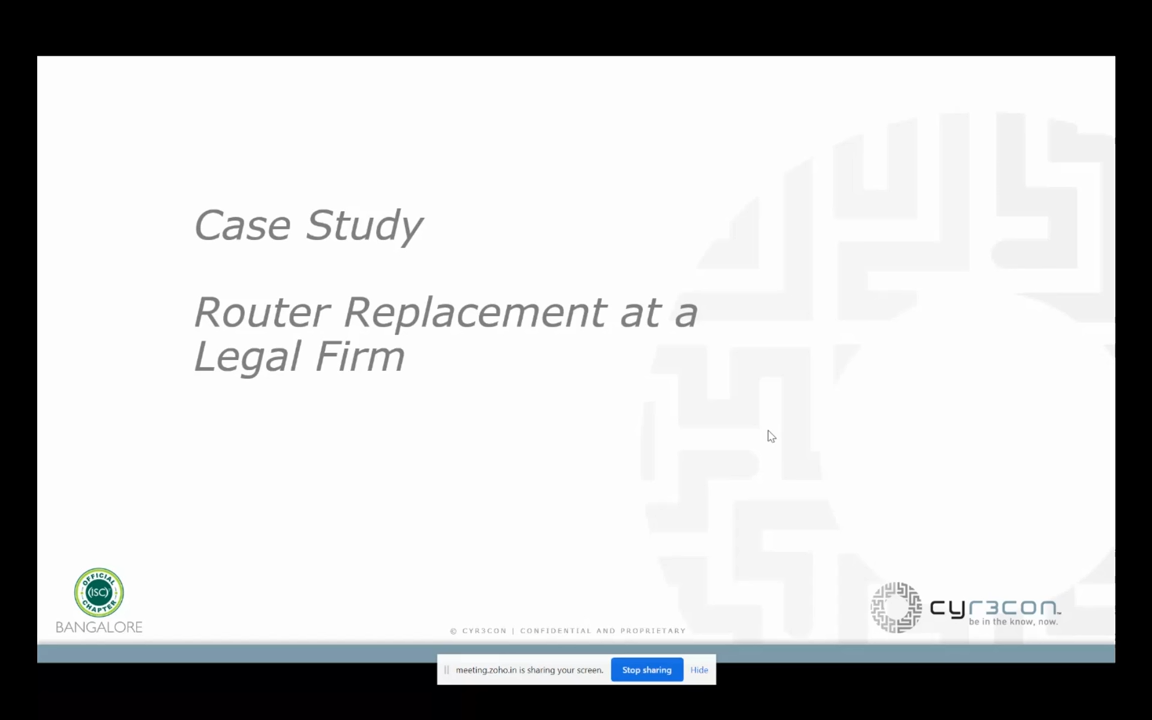 Case Study
Router Replacement at a
Legal Firm
OFFICIAL
(ISC)
CHAPTER
BANGALORE
© CYR3CON | CONFIDENTIAL AND PROPRIETARY
cyr3con
be in the know, now.
meeting.zoho.in is sharing your screen.
Stop sharing
Hide